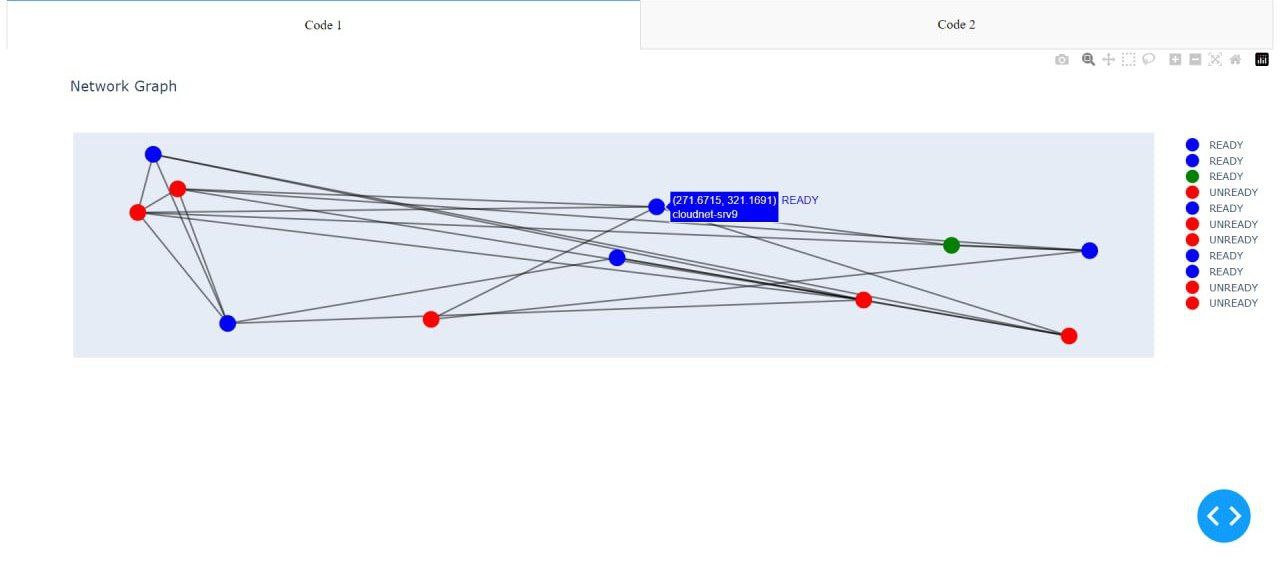 Code 1
Code 2
Network Graph
(271.6715, 321.1691) READY
cloudnet-srv9
READY
READY
READY
UNREADY
READY
UNREADY
UNREADY
READY
READY
UNREADY
UNREADY